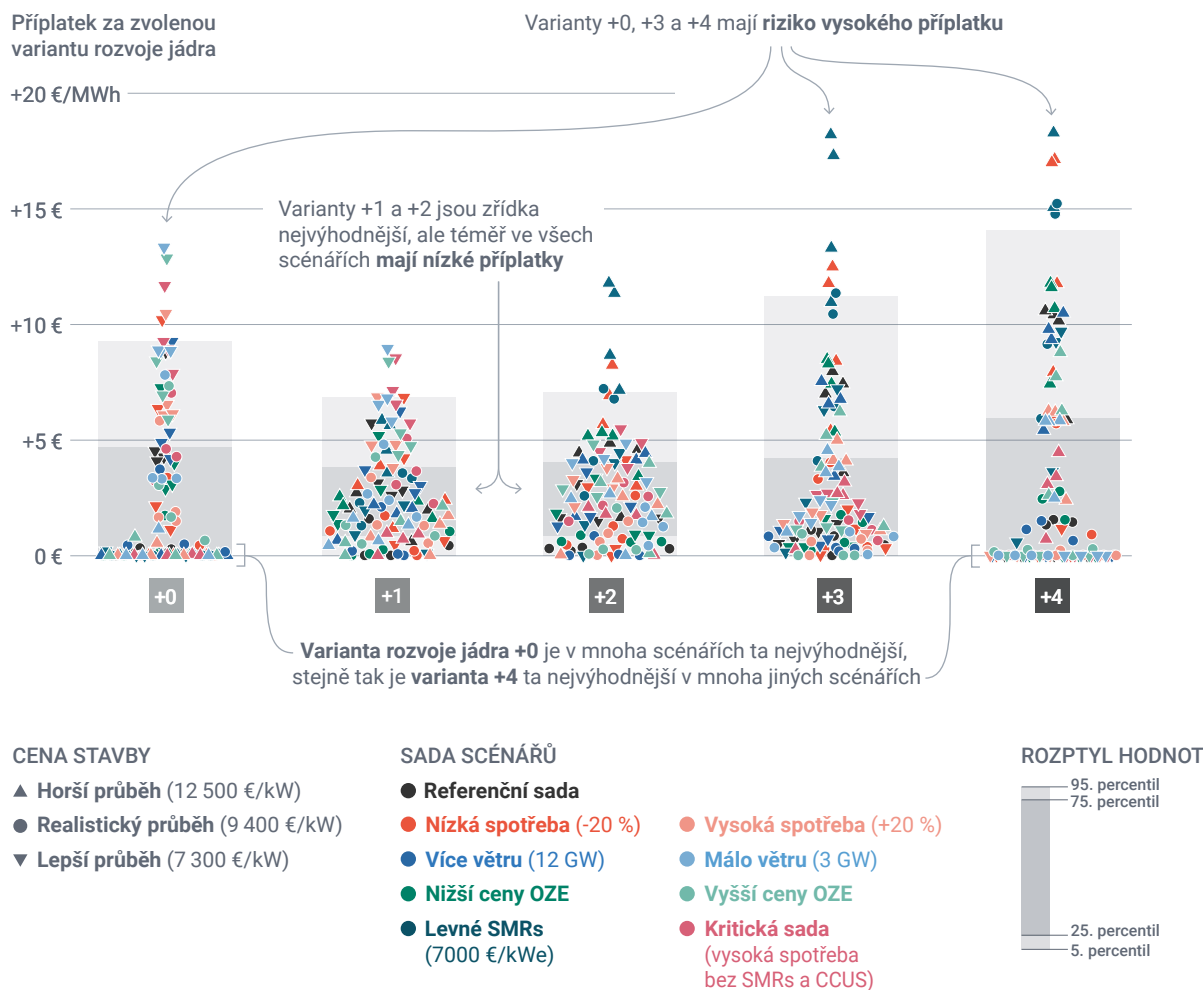 Příplatek za zvolenou
variantu rozvoje jádra
Varianty +0, +3 a +4 mají riziko vysokého příplatku
+20 €/MWh
+15 €
Varianty +1 a +2 jsou zřídka
nejvýhodnější, ale téměř ve všech
scénářích mají nízké příplatky
+10 €
+5 €
0 €
+0
+1
+2
+3
+4
Varianta rozvoje jádra +0 je v mnoha scénářích ta nejvýhodnější,
stejně tak je varianta +4 ta nejvýhodnější v mnoha jiných scénářích
CENA STAVBY
Horší průběh (12 500 €/kW)
Realistický průběh (9 400 €/kW)
Lepší průběh (7 300 €/kW)
SADA SCÉNÁŘŮ
Referenční sada
Nízká spotřeba (-20 %)
Více větru (12 GW)
Nižší ceny OZE
Levné SMRs
(7000 €/kWe)
Vysoká spotřeba (+20 %)
Málo větru (3 GW)
Vyšší ceny OZE
Kritická sada
(vysoká spotřeba
bez SMRs a CCUS)
ROZPTYL HODNOT
95. percentil
75. percentil
25. percentil
5. percentil